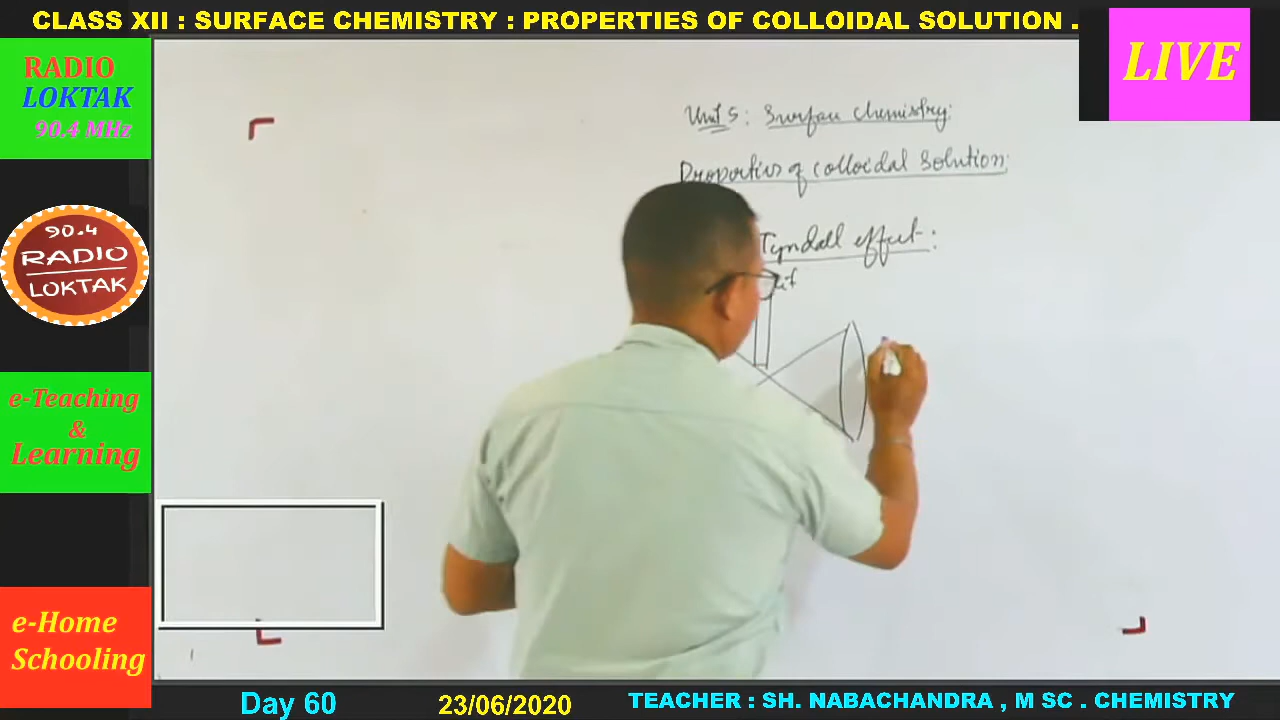 CLASS XII : SURFACE CHEMISTRY : PROPERTIES OF COLLOIDAL SOLUTION .
LIVE
RADIO
LOKTAK
90.4 MHz
Unit 5 : Surface chemistry:
Properties of colloidal solution:
Tyndall effect :
90.4
RADIO
LOKTAK
e-Teaching
&
Learning
e-Home
Schooling
Day 60
23/06/2020
TEACHER : SH. NABACHANDRA , M SC . CHEMISTRY